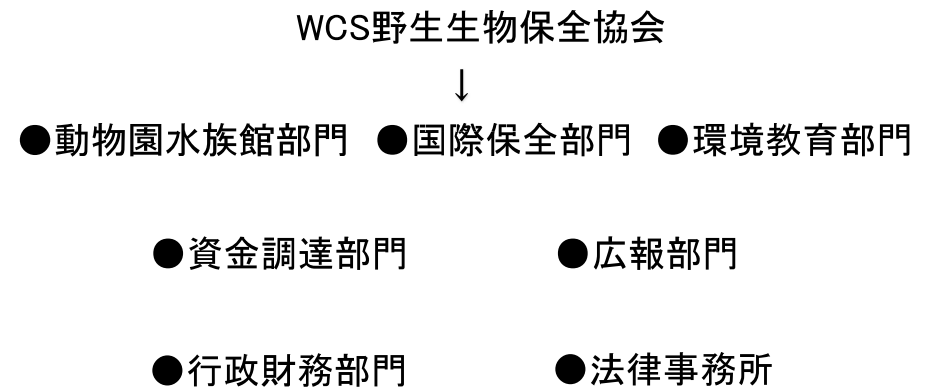 WCS野生生物保全協会
↓
●動物園水族館部門 ●国際保全部門 ●環境教育部門
●資金調達部門 ●広報部門
●行政財務部門 ●法律事務所